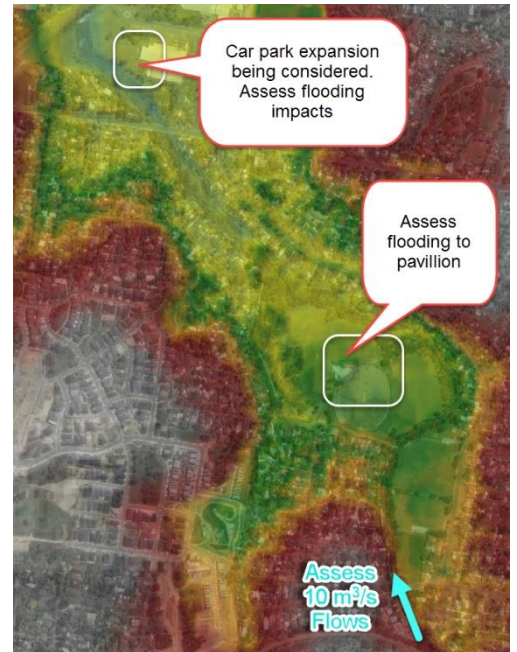 Car park expansion
being considered.
Assess flooding
impacts
Assess
flooding to
pavillion
Assess
10 m³/s
Flows